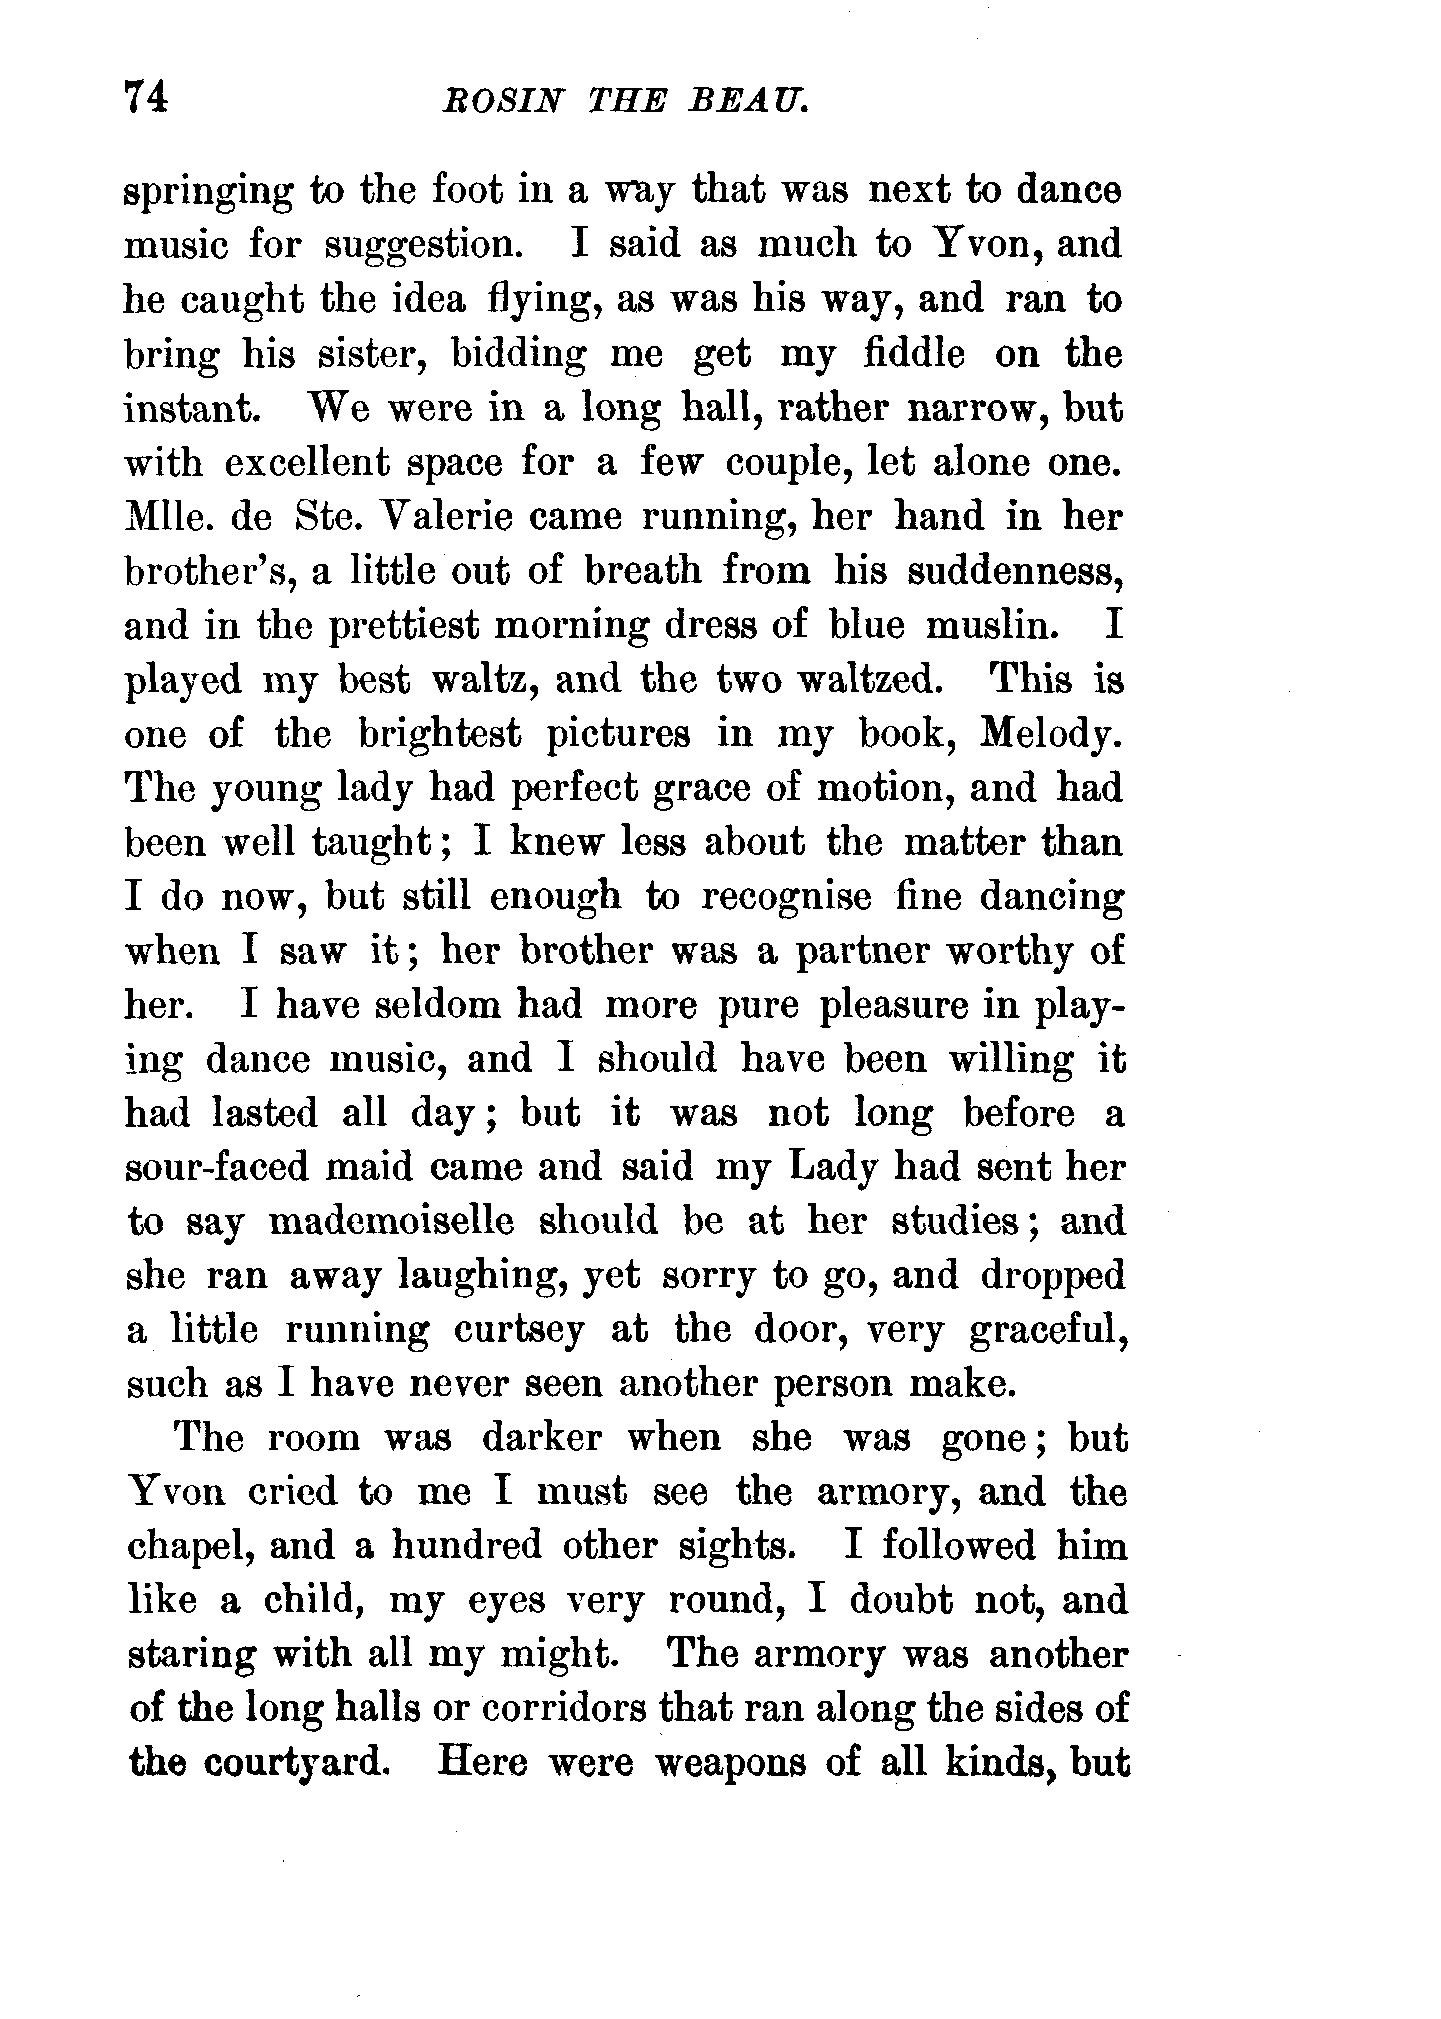 74 ROSIN THE BEAU.
springing to the foot in a way that was next to dance
music for suggestion. I said as much to Yvon, and
he caught the idea flying, as was his way, and ran to
bring his sister, bidding me get my fiddle on the
instant. We were in a long hall, rather narrow, but
with excellent space for a few couple, let alone one.
Mlle. de Ste. Valerie came running, her hand in her
brother's, a little out of breath from his suddenness,
and in the prettiest morning dress of blue muslin. I
played my best waltz, and the two waltzed. This is
one of the brightest pictures in my book, Melody.
The young lady had perfect grace of motion, and had
been well taught; I knew less about the matter than
I do now, but still enough to recognise fine dancing
when I saw it; her brother was a partner worthy of
her. I have seldom had more pure pleasure in play-
ing dance music, and I should have been willing it
had lasted all day; but it was not long before a
sour-faced maid came and said my Lady had sent her
to say mademoiselle should be at her studies; and
she ran away laughing, yet sorry to go, and dropped
a little running curtsey at the door, very graceful,
such as I have never seen another person make.
The room was darker when she was gone; but
Yvon cried to me I must see the armory, and the
chapel, and a hundred other sights. I followed him
like a child, my eyes very round, I doubt not, and
staring with all my might. The armory was another
of the long halls or corridors that ran along the sides of
the courtyard. Here were weapons of all kinds, but